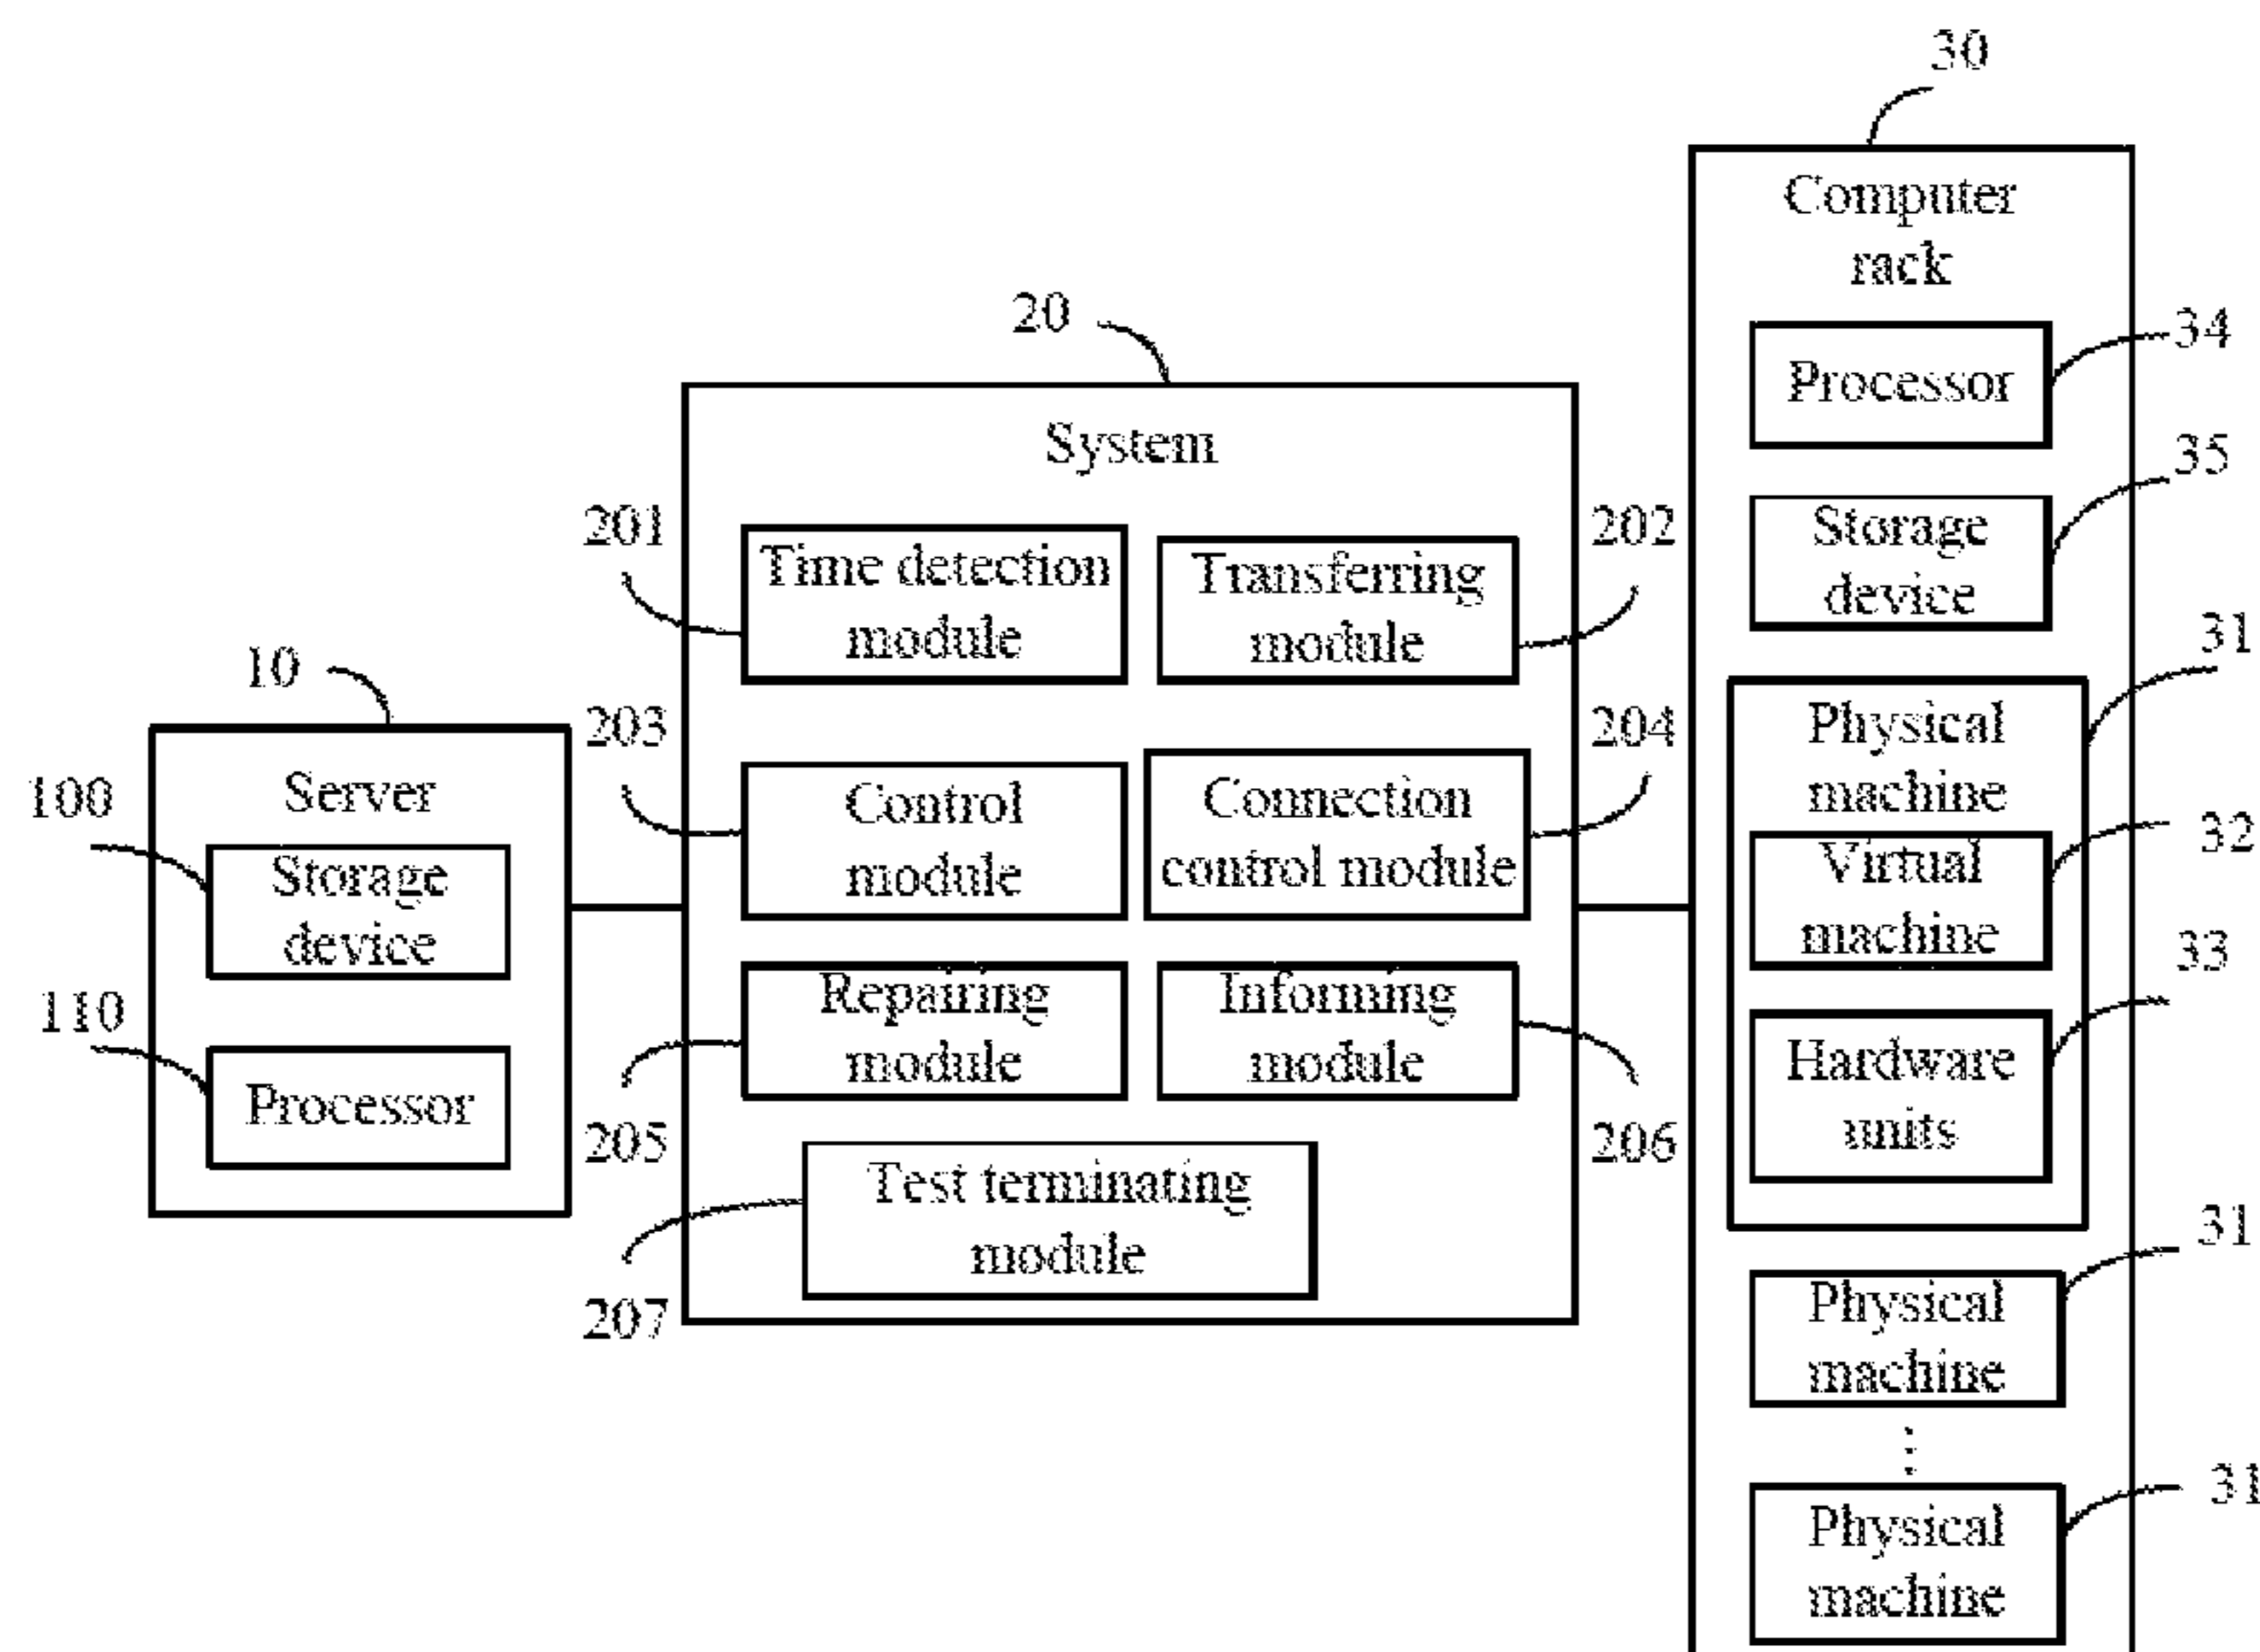 30
Computer
rack
34
Processor
35
Storage
device
31
Physical
machine
32
Virtual
machine
33
Hardware
units
31
Physical
machine
31
Physical
machine
20
System
201
Time detection
module
202
Transferring
module
203
Control
module
204
Connection
control module
205
Repairing
module
206
Informing
module
207
Test terminating
module
10
Server
100
Storage
device
110
Processor